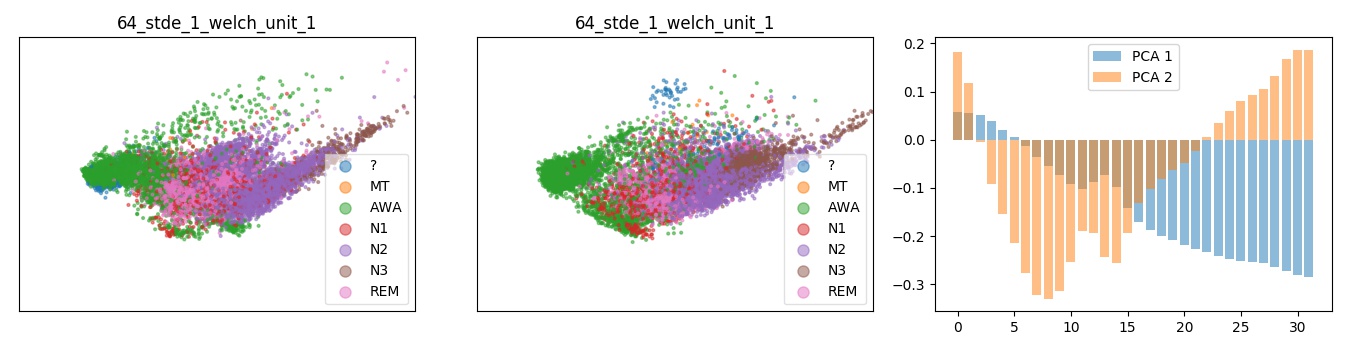 64_stde_1_welch_unit_1
?
MT
AWA
N1
N2
N3
REM
64_stde_1_welch_unit_1
?
MT
AWA
N1
N2
N3
REM
PCA 1
PCA 2
0.2
0.1
0.0
−0.1
−0.2
−0.3
0 5 10 15 20 25 30